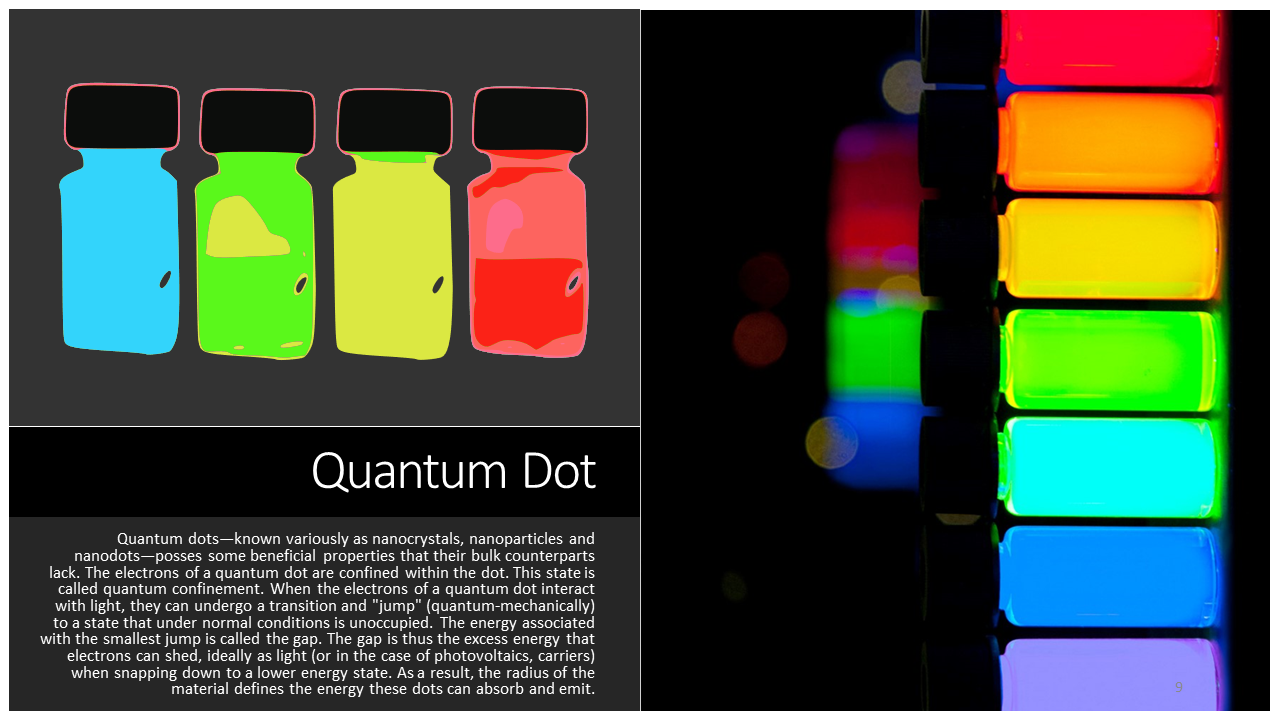 Quantum Dot
Quantum dots—known variously as nanocrystals, nanoparticles and
nanodots—posses some beneficial properties that their bulk counterparts
lack. The electrons of a quantum dot are confined within the dot. This state is
called quantum confinement. When the electrons of a quantum dot interact
with light, they can undergo a transition and "jump" (quantum-mechanically)
to a state that under normal conditions is unoccupied. The energy associated
with the smallest jump is called the gap. The gap is thus the excess energy that
electrons can shed, ideally as light (or in the case of photovoltaics, carriers)
when snapping down to a lower energy state. As a result, the radius of the
material defines the energy these dots can absorb and emit.
9